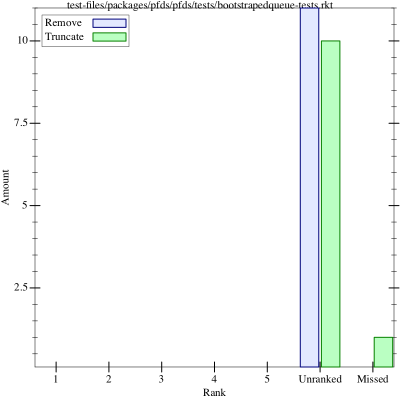 test-files/packages/pfds/pfds/tests/bootstrapedqueue-tests.rkt
Remove
Truncate
10
7.5
5
2.5
Amount
1 2 3 4 5 Unranked Missed
Rank